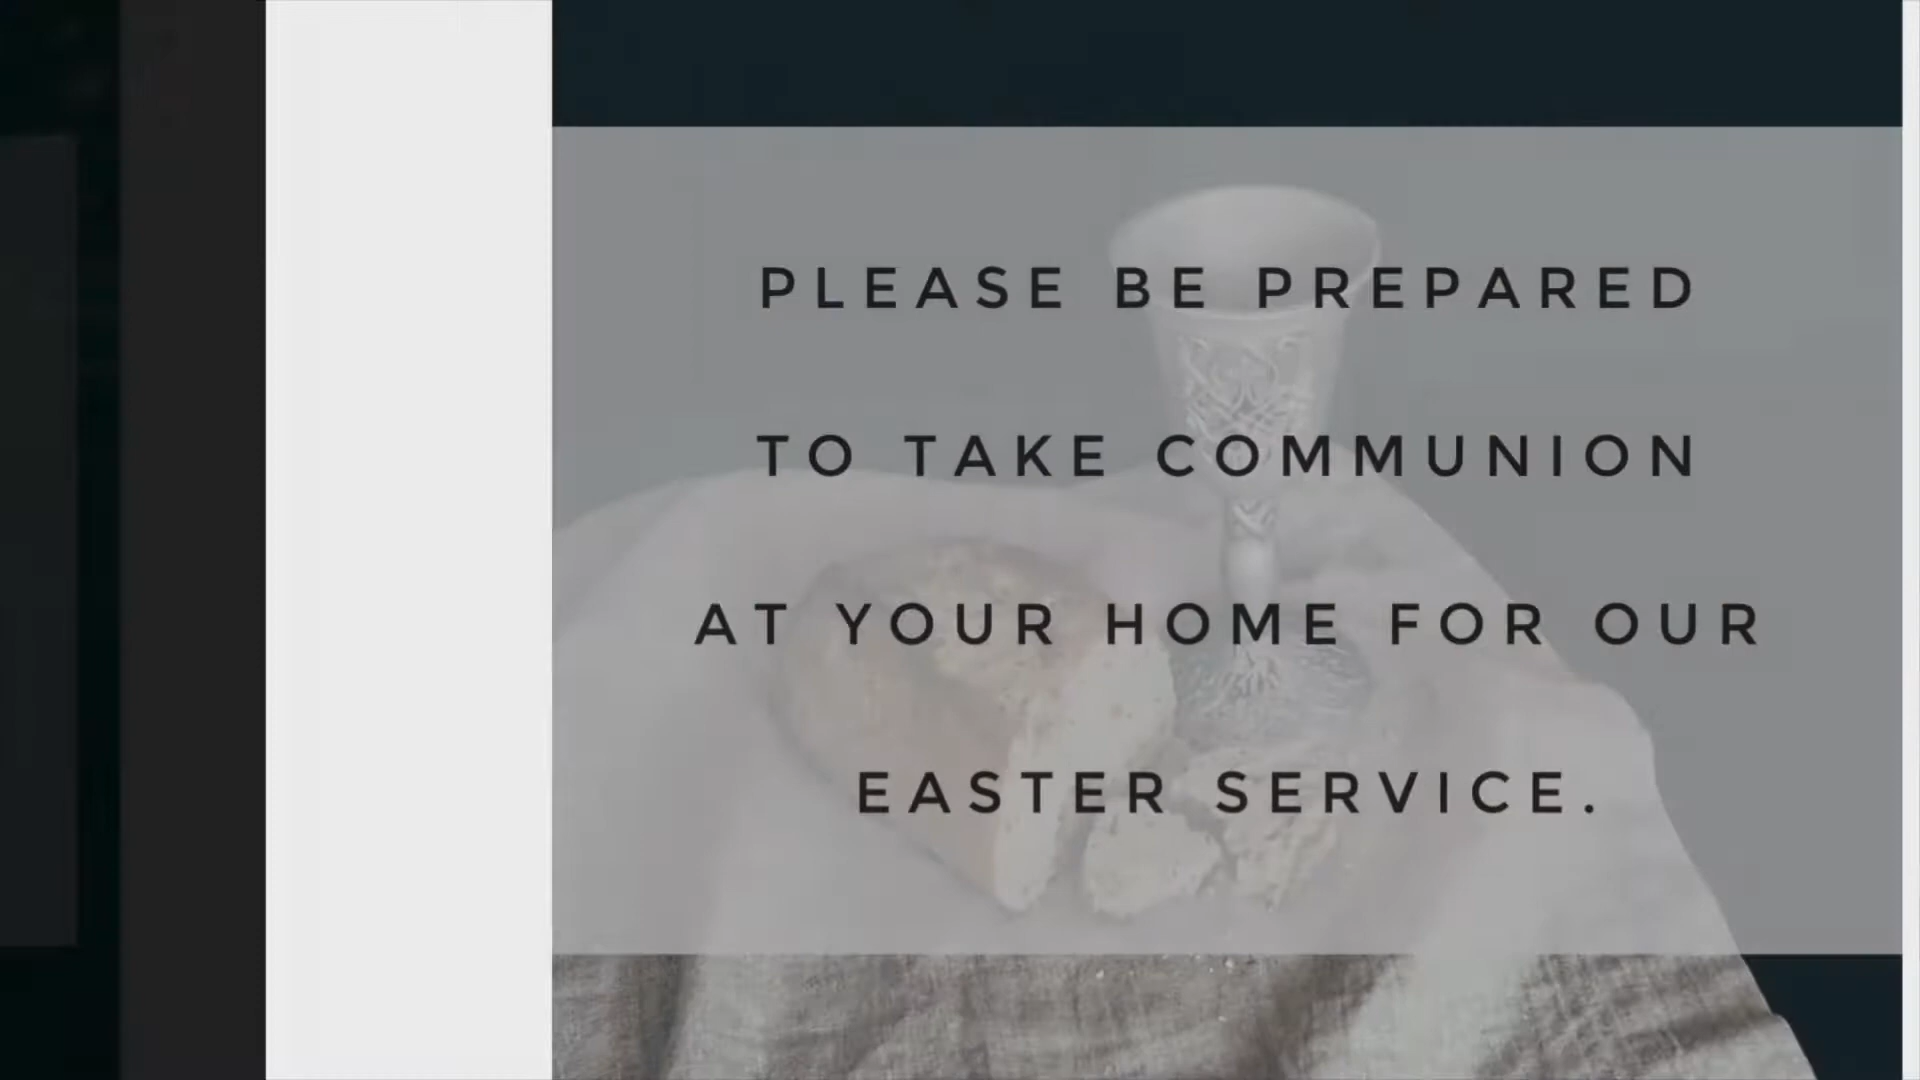 PLEASE BE PREPARED
TO TAKE COMMUNION
AT YOUR HOME FOR OUR
EASTER SERVICE.